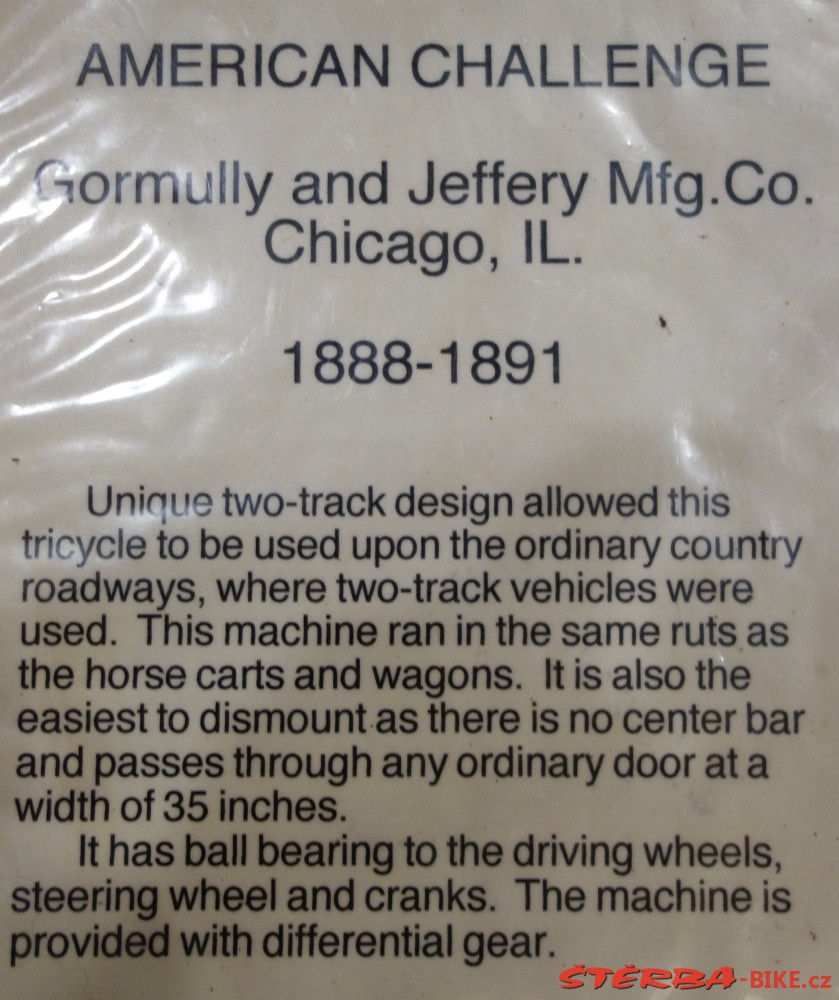 AMERICAN CHALLENGE
Gormully and Jeffery Mfg.Co.
Chicago, IL.
1888-1891
Unique two-track design allowed this
tricycle to be used upon the ordinary country
roadways, where two-track vehicles were
used. This machine ran in the same ruts as
the horse carts and wagons. It is also the
easiest to dismount as there is no center bar
and passes through any ordinary door at a
width of 35 inches.
It has ball bearing to the driving wheels,
steering wheel and cranks. The machine is
provided with differential gear.
ŠTĚRBA-BIKE.cz